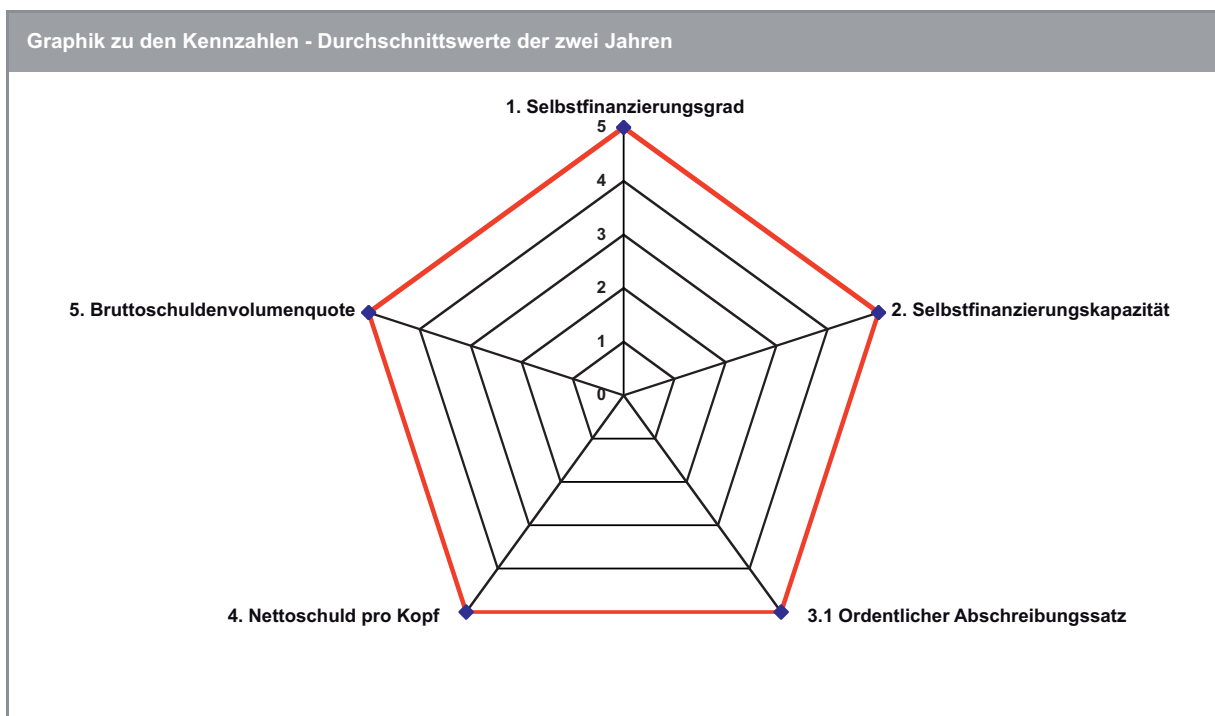 Graphik zu den Kennzahlen - Durchschnittswerte der zwei Jahren
1. Selbstfinanzierungsgrad
5
4
3
2
1
0
5. Bruttoschuldenvolumenquote
2. Selbstfinanzierungskapazität
4. Nettoschuld pro Kopf
3.1 Ordentlicher Abschreibungssatz